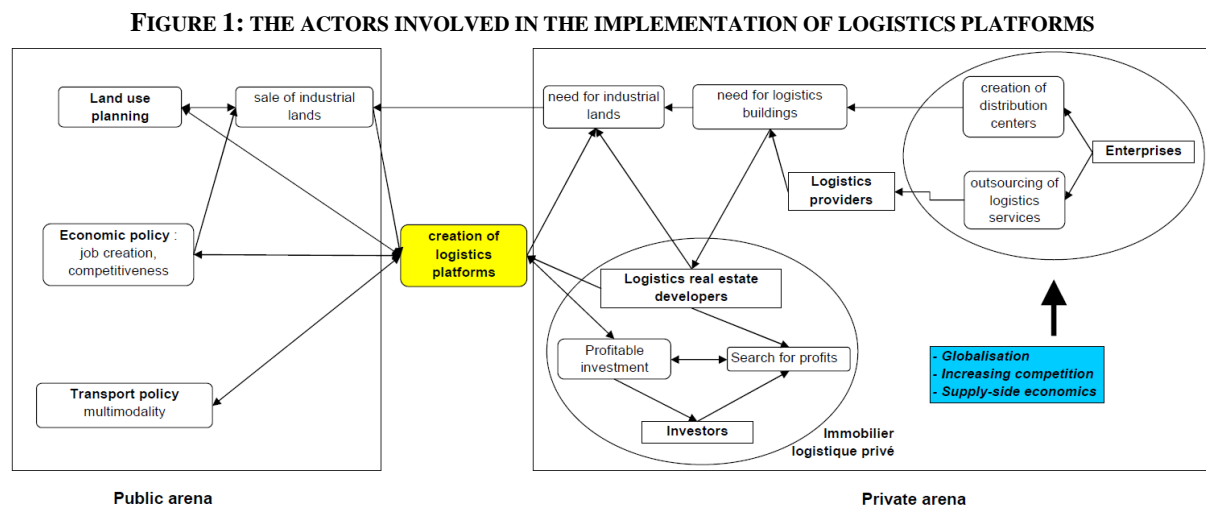 FIGURE 1: THE ACTORS INVOLVED IN THE IMPLEMENTATION OF LOGISTICS PLATFORMS
Land use
planning
sale of industrial
lands
need for industrial
lands
need for logistics
buildings
creation of
distribution
centers
Enterprises
Logistics
providers
outsourcing of
logistics
services
Economic policy :
job creation,
competitiveness
creation of
logistics
platforms
Logistics real estate
developers
Profitable
investment
Search for profits
Transport policy
multimodality
Investors
Immobilier
logistique privé
- Globalisation
- Increasing competition
- Supply-side economics
Public arena
Private arena